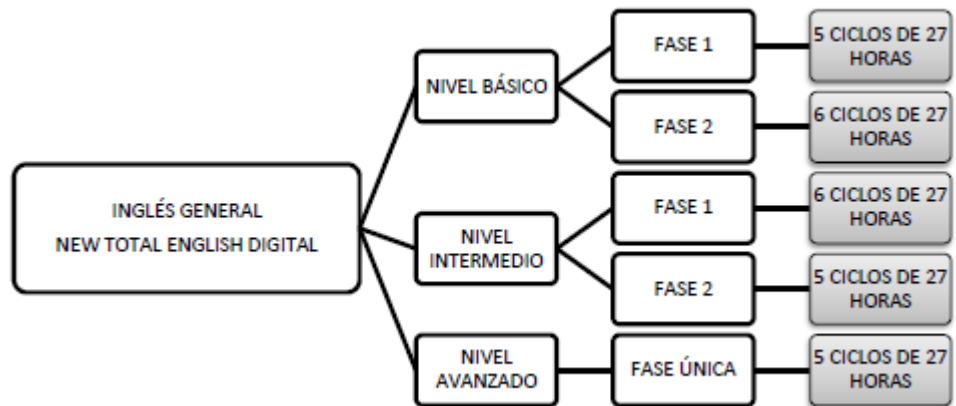 INGLÉS GENERAL
NEW TOTAL ENGLISH DIGITAL
NIVEL BÁSICO
FASE 1
5 CICLOS DE 27
HORAS
FASE 2
6 CICLOS DE 27
HORAS
NIVEL
INTERMEDIO
FASE 1
6 CICLOS DE 27
HORAS
FASE 2
5 CICLOS DE 27
HORAS
NIVEL
AVANZADO
FASE ÚNICA
5 CICLOS DE 27
HORAS